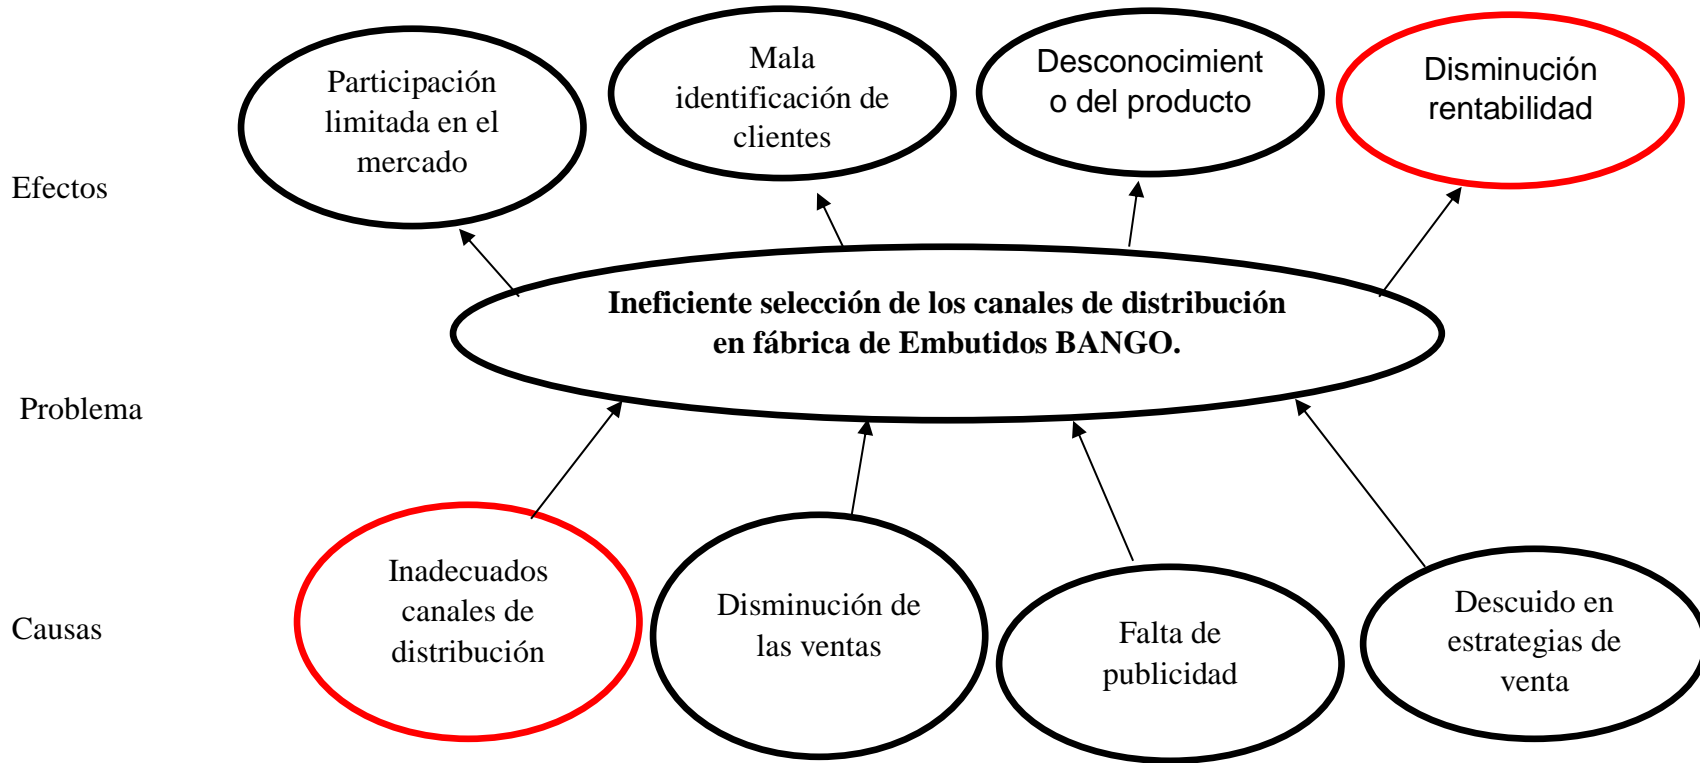 Participación
limitada en el
mercado
Mala
identificación de
clientes
Desconocimient
o del producto
Disminución
rentabilidad
Efectos
Ineficiente selección de los canales de distribución
en fábrica de Embutidos BANGO.
Problema
Inadecuados
canales de
distribución
Disminución de
las ventas
Falta de
publicidad
Descuido en
estrategias de
venta
Causas